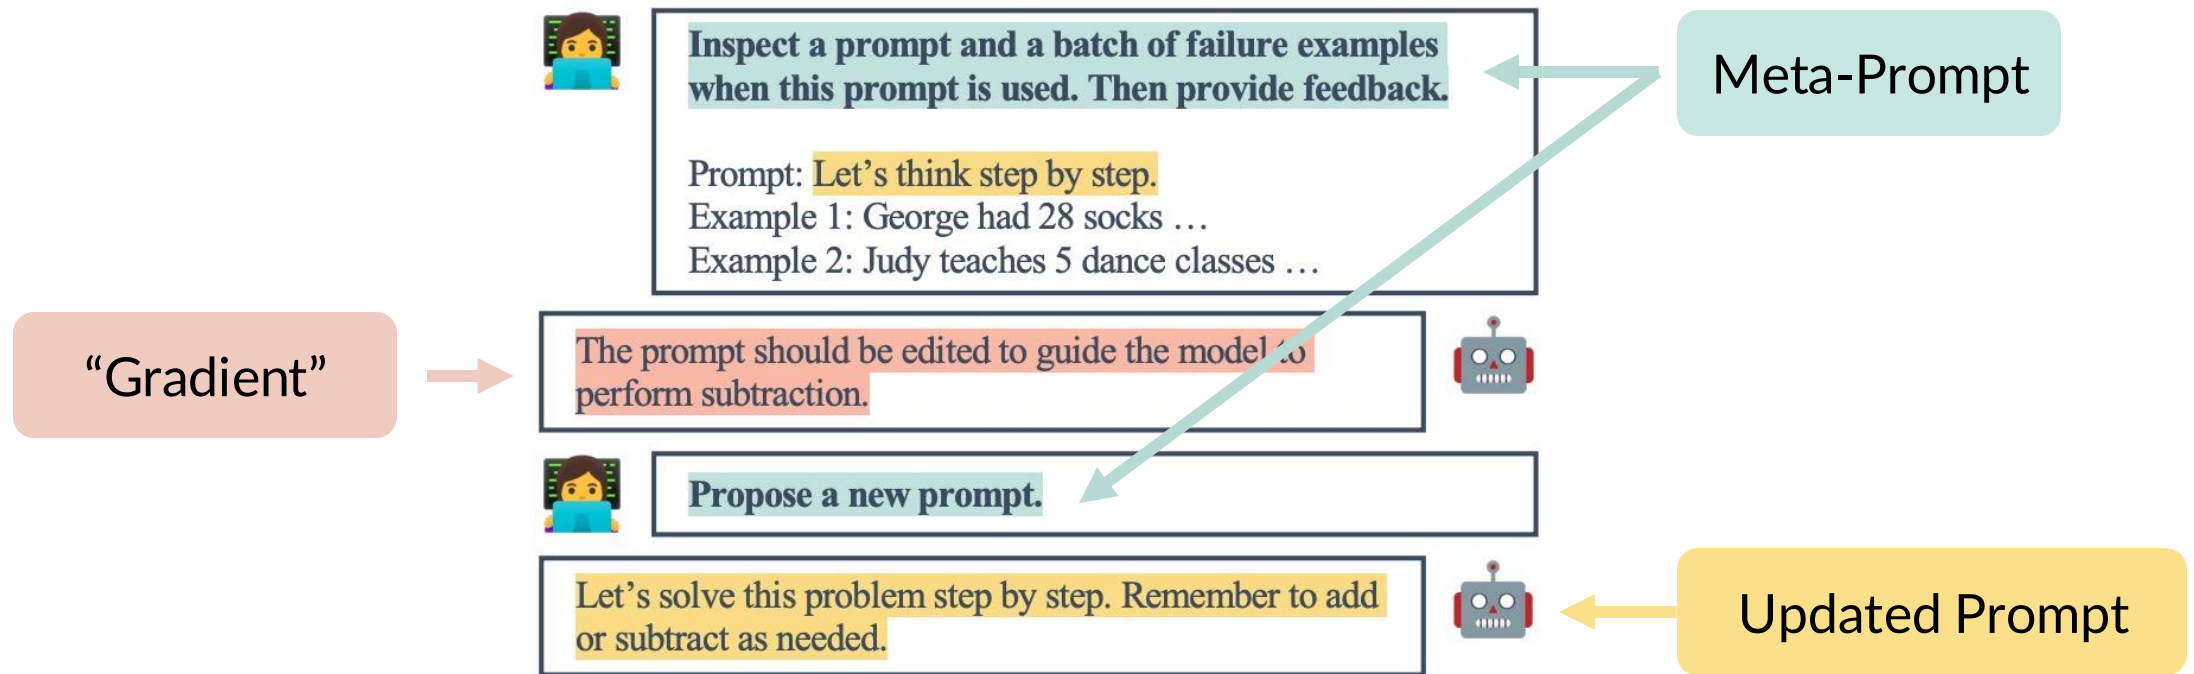 Inspect a prompt and a batch of failure examples
when this prompt is used. Then provide feedback.
Meta-Prompt
Prompt: Let’s think step by step.
Example 1: George had 28 socks …
Example 2: Judy teaches 5 dance classes …
“Gradient”
The prompt should be edited to guide the model to
perform subtraction.
Propose a new prompt.
Let’s solve this problem step by step. Remember to add
or subtract as needed.
Updated Prompt